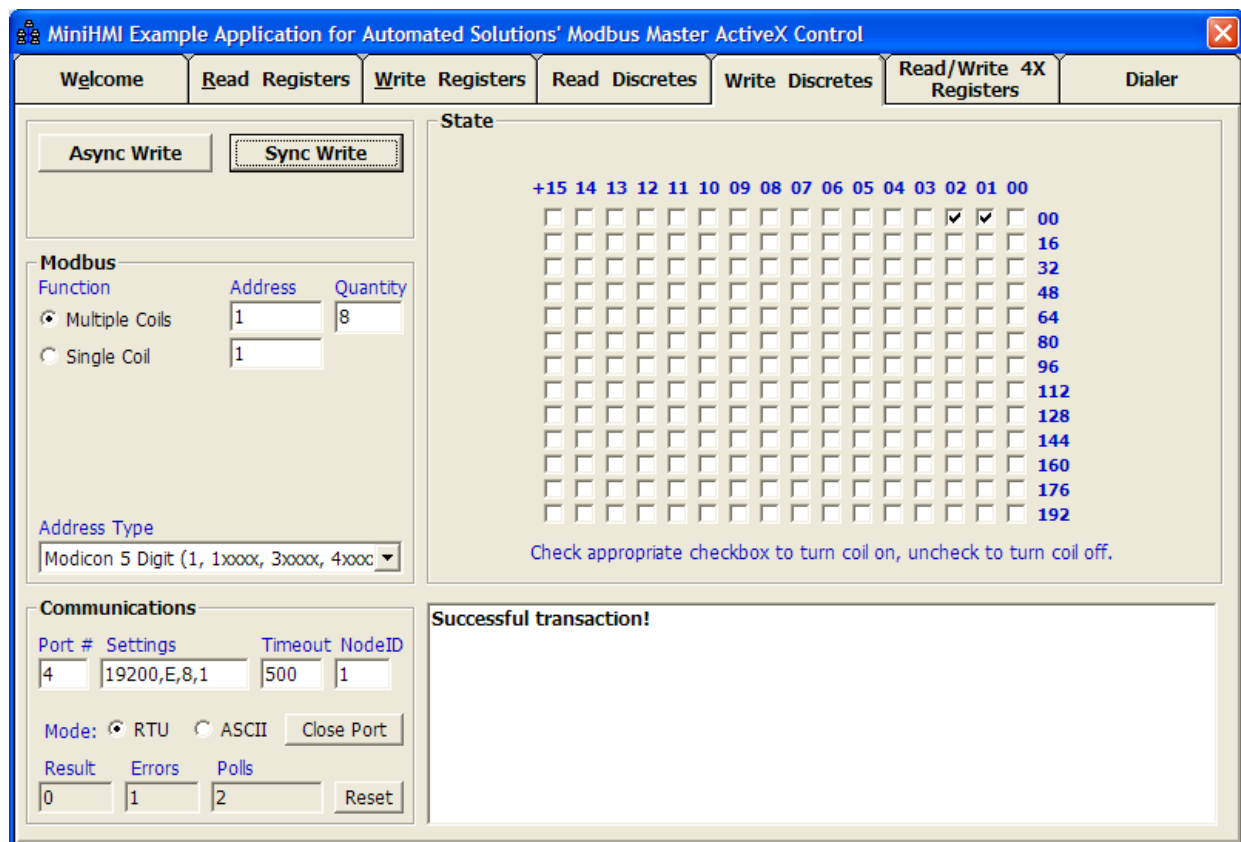 MiniHMI Example Application for Automated Solutions' Modbus Master ActiveX Control
Welcome
Read Registers
Write Registers
Read Discretes
Write Discretes
Read/Write 4X
Registers
Dialer
Async Write
Sync Write
Modbus
Function
Address
Quantity
Multiple Coils
1
8
Single Coil
1
Address Type
Modicon 5 Digit (1, 1xxxx, 3xxxx, 4xxx
Communications
Port #
Settings
Timeout
NodeID
4
19200,E,8,1
500
1
Mode:
RTU
ASCII
Close Port
Result
Errors
Polls
0
1
2
Reset
State
+15 14 13 12 11 10 09 08 07 06 05 04 03 02 01 00
00
16
32
48
64
80
96
112
128
144
160
176
192
Check appropriate checkbox to turn coil on, uncheck to turn coil off.
Successful transaction!